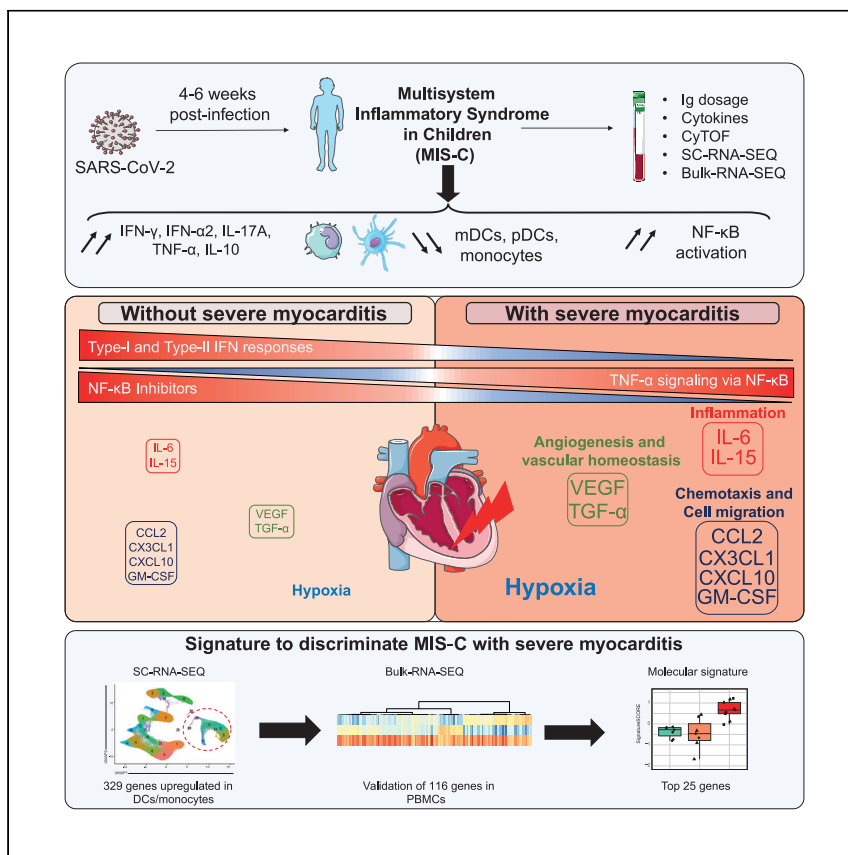 4-6 weeks
post-infection
SARS-CoV-2
Multisystem
Inflammatory Syndrome
in Children
(MIS-C)
• Ig dosage
• Cytokines
• CyTOF
• SC-RNA-SEQ
• Bulk-RNA-SEQ
IFN-γ, IFN-α2, IL-17A,
TNF-α, IL-10
mDCs, pDCs,
monocytes
NF-κB
activation
Without severe myocarditis
With severe myocarditis
Type-I and Type-II IFN responses
NF-κB Inhibitors
TNF-α signaling via NF-κB
IL-6
IL-15
VEGF
TGF-α
CCL2
CX3CL1
CXCL10
GM-CSF
Hypoxia
Inflammation
IL-6
IL-15
Angiogenesis and
vascular homeostasis
VEGF
TGF-α
Chemotaxis and
Cell migration
CCL2
CX3CL1
CXCL10
GM-CSF
Hypoxia
Signature to discriminate MIS-C with severe myocarditis
SC-RNA-SEQ
Bulk-RNA-SEQ
Molecular signature
SignatureSCORE
329 genes upregulated in
DCs/monocytes
Validation of 116 genes in
PBMCs
Top 25 genes